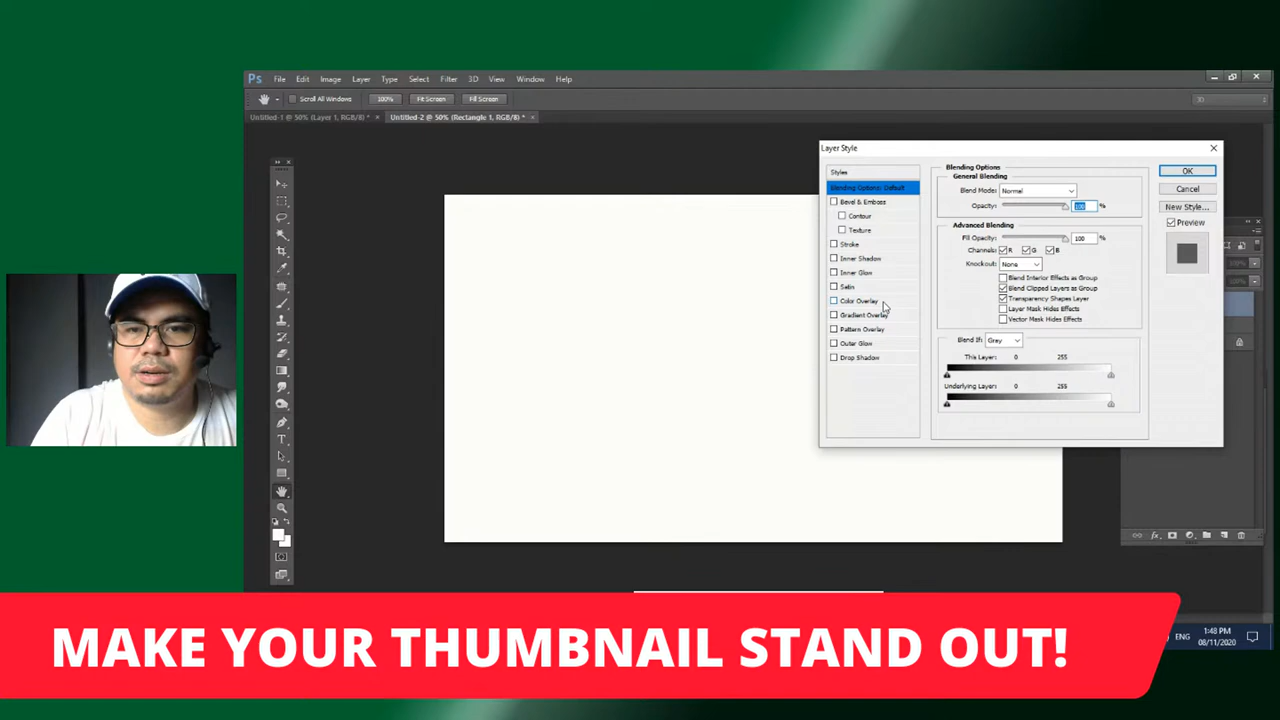 Ps File Edit Image Layer Type Select Filter 3D View Window Help
Scroll All Windows 100% Fit Screen Fill Screen 3D
Untitled-1 @ 50% (Layer 1, RGB/8) * × Untitled-2 @ 50% (Rectangle 1, RGB/8) * ×
Layer Style
Styles
Blending Options: Default
Bevel & Emboss
Contour
Texture
Stroke
Inner Shadow
Inner Glow
Satin
Color Overlay
Gradient Overlay
Pattern Overlay
Outer Glow
Drop Shadow
Blending Options
General Blending
Blend Mode: Normal
Opacity: 100 %
Advanced Blending
Fill Opacity: 100 %
Channels: R G B
Knockout: None
Blend Interior Effects as Group
Blend Clipped Layers as Group
Transparency Shapes Layer
Layer Mask Hides Effects
Vector Mask Hides Effects
Blend If: Gray
This Layer: 0 255
Underlying Layer: 0 255
OK
Cancel
New Style...
Preview
ENG
1:48 PM
08/11/2020
MAKE YOUR THUMBNAIL STAND OUT!